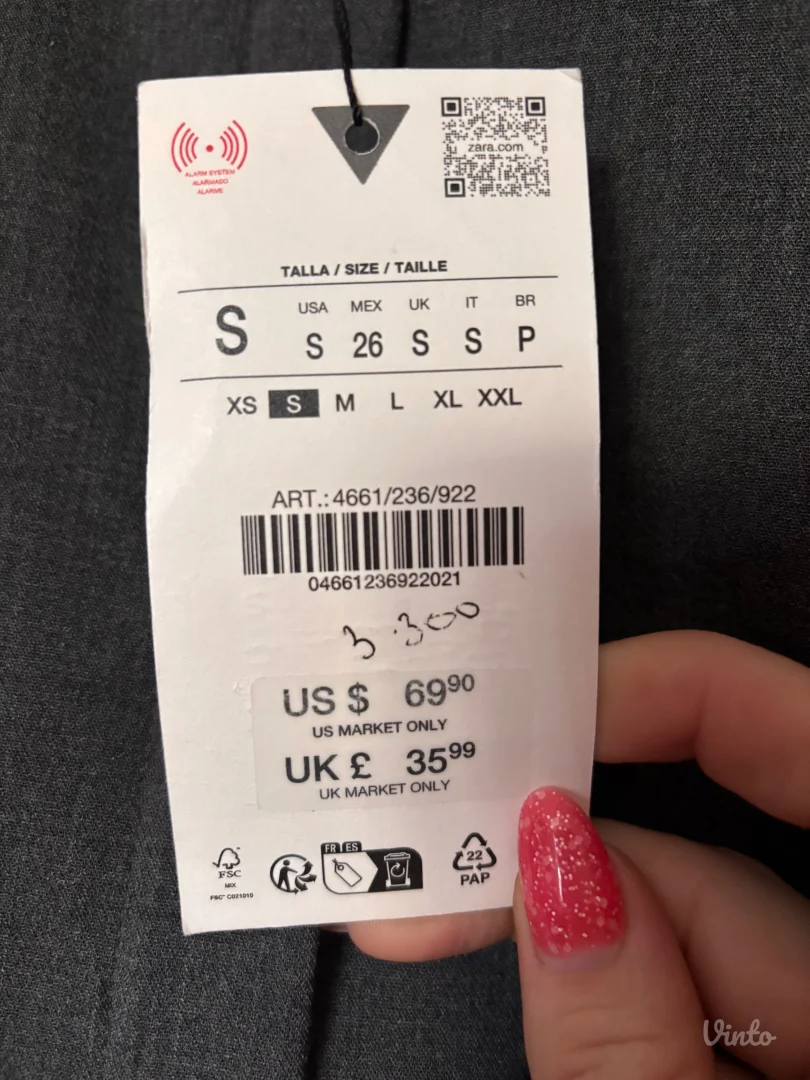 ALARM SYSTEM
ALARMADO
ALARME
zara.com
TALLA / SIZE / TAILLE
S
USA MEX UK IT BR
S 26 S S P
XS S M L XL XXL
ART.: 4661/236/922
04661236922021
3.300
US $ 69⁹⁰
US MARKET ONLY
UK £ 35⁹⁹
UK MARKET ONLY
FSC
MIX
FSC® C021010
FR ES
22
PAP
Vinto